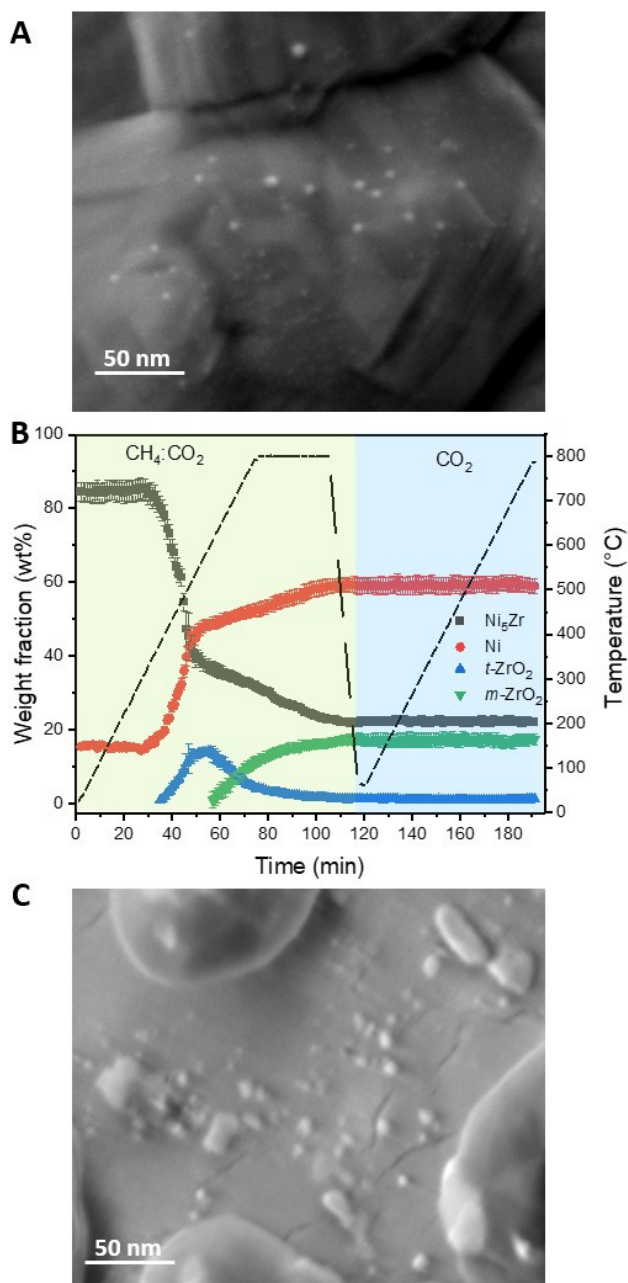 A
50 nm
B
CH₄:CO₂
CO₂
Weight fraction (wt%)
100
80
60
40
20
0
Ni₅Zr
Ni
t-ZrO₂
m-ZrO₂
800
700
600
500
400
300
200
100
0
Temperature (°C)
0 20 40 60 80 100 120 140 160 180
Time (min)
C
50 nm